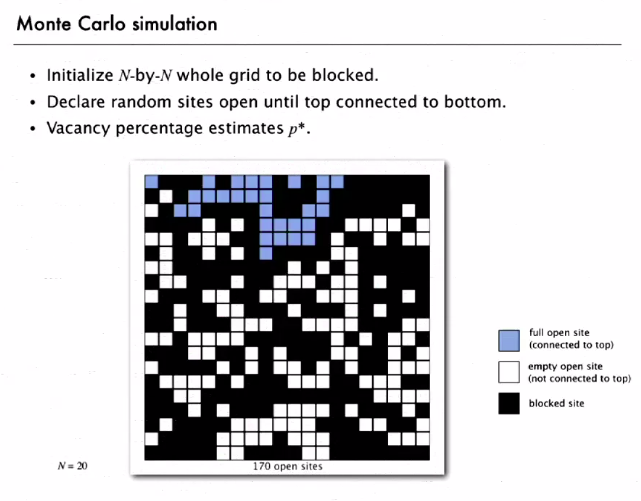 Monte Carlo simulation
• Initialize N-by-N whole grid to be blocked.
• Declare random sites open until top connected to bottom.
• Vacancy percentage estimates p*.
full open site
(connected to top)
empty open site
(not connected to top)
blocked site
N = 20
170 open sites